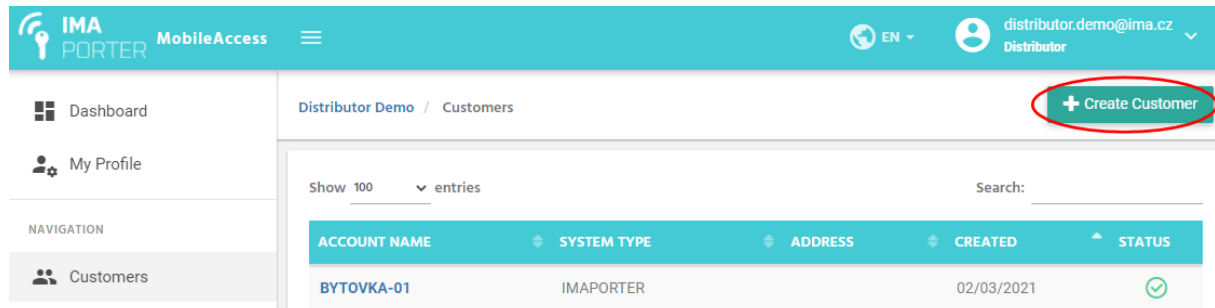 IMA
PORTER MobileAccess
EN
distributor.demo@ima.cz
Distributor
Dashboard
My Profile
NAVIGATION
Customers
Distributor Demo / Customers
+ Create Customer
Show 100 entries
Search:
ACCOUNT NAME SYSTEM TYPE ADDRESS CREATED STATUS
BYTOVKA-01 IMAPORTER 02/03/2021